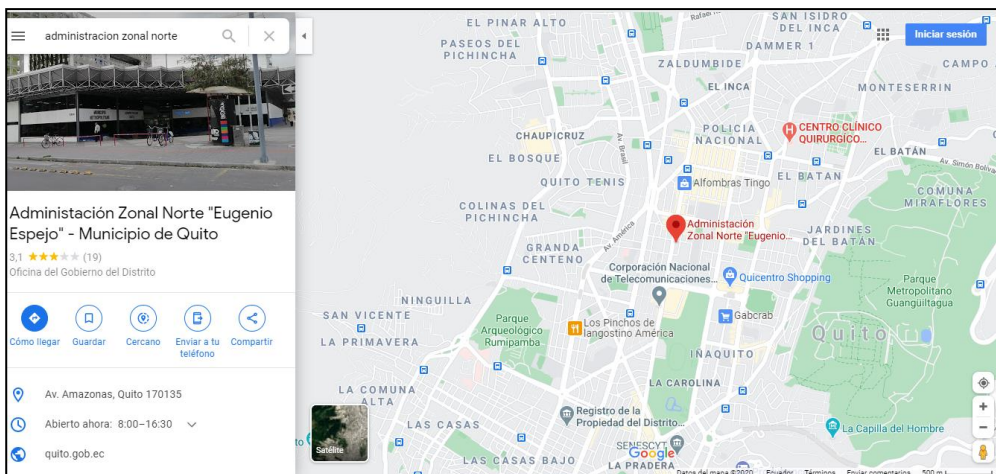 administracion zonal norte
Administación Zonal Norte "Eugenio
Espejo" - Municipio de Quito
3,1 ★★★★★ (19)
Oficina del Gobierno del Distrito
Cómo llegar
Guardar
Cercano
Enviar a tu
teléfono
Compartir
Av. Amazonas, Quito 170135
Abierto ahora: 8:00–16:30
quito.gob.ec
Iniciar sesión
EL PINAR ALTO
SAN ISIDRO
DEL INCA
PASEOS DEL
PICHINCHA
DAMMER 1
ZALDUMBIDE
CAMPO
EL INCA
MONTESERRIN
CHAUPICRUZ
Av. Brasil
POLICIA
NACIONAL
CENTRO CLÍNICO
QUIRURGICO...
EL BOSQUE
EL BATÁN
Av. Simón Bolívar
QUITO TENIS
Alfombras Tingo
EL BATAN
COMUNA
MIRAFLORES
COLINAS DEL
PICHINCHA
Av. América
Administación
Zonal Norte "Eugenio...
JARDINES
DEL BATÁN
GRANDA
CENTENO
Corporación Nacional
de Telecomunicaciones...
Quicentro Shopping
Parque
Metropolitano
Guangüiltagua
NINGUILLA
SAN VICENTE
Parque
Arqueológico
Rumipamba
Gabcrab
Los Pinchos de
langostino América
Quito
LA PRIMAVERA
IÑAQUITO
LA COMUNA
ALTA
LA CAROLINA
Registro de la
Propiedad del Distrito...
La Capilla del Hombre
LAS CASAS
Satélite
SENESCYT
Google
LAS CASAS BAJO
LA PRADERA
Datos del mapa ©2020
Ecuador
Términos
Enviar comentarios
500 m